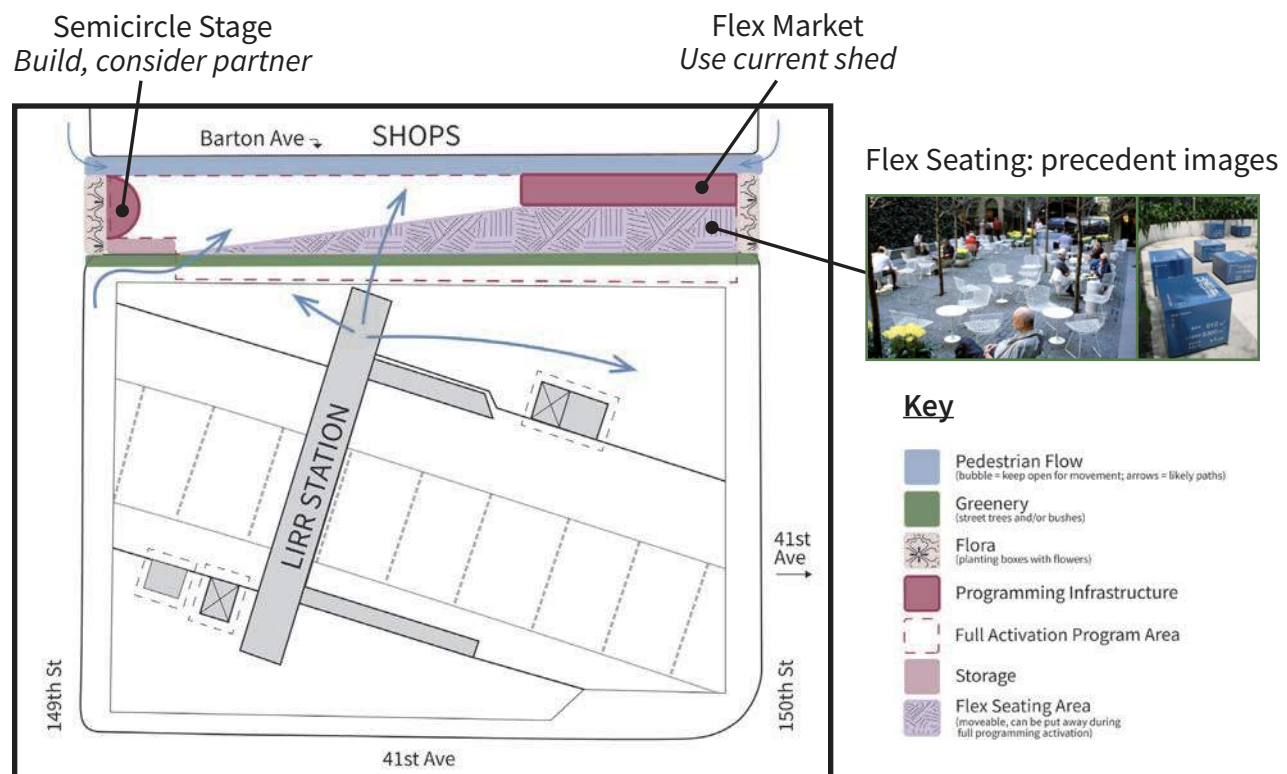 Semicircle Stage
Build, consider partner
Flex Market
Use current shed
Barton Ave
SHOPS
Flex Seating: precedent images
LIRR STATION
41st
Ave
149th St
150th St
41st Ave
Key
Pedestrian Flow
(bubble = keep open for movement; arrows = likely paths)
Greenery
(street trees and/or bushes)
Flora
(planting boxes with flowers)
Programming Infrastructure
Full Activation Program Area
Storage
Flex Seating Area
(moveable, can be put away during
full programming activation)